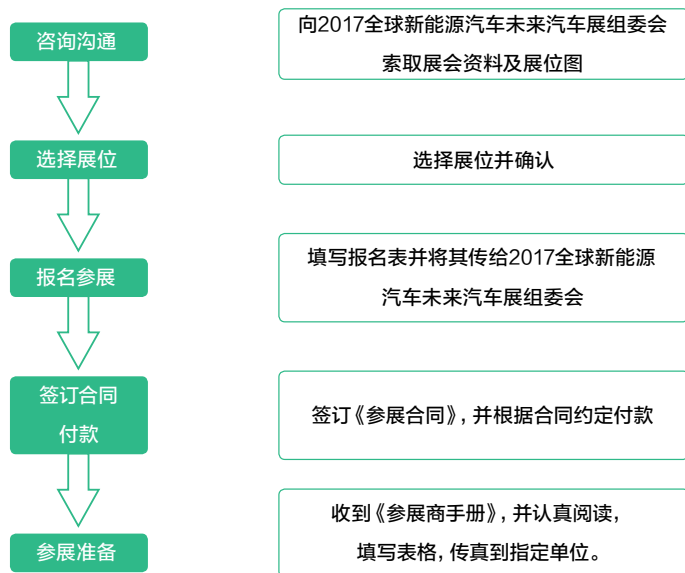 咨询沟通
向2017全球新能源汽车未来汽车展组委会
索取展会资料及展位图
选择展位
选择展位并确认
报名参展
填写报名表并将其传给2017全球新能源
汽车未来汽车展组委会
签订合同
付款
签订《参展合同》，并根据合同约定付款
参展准备
收到《参展商手册》，并认真阅读，
填写表格，传真到指定单位。